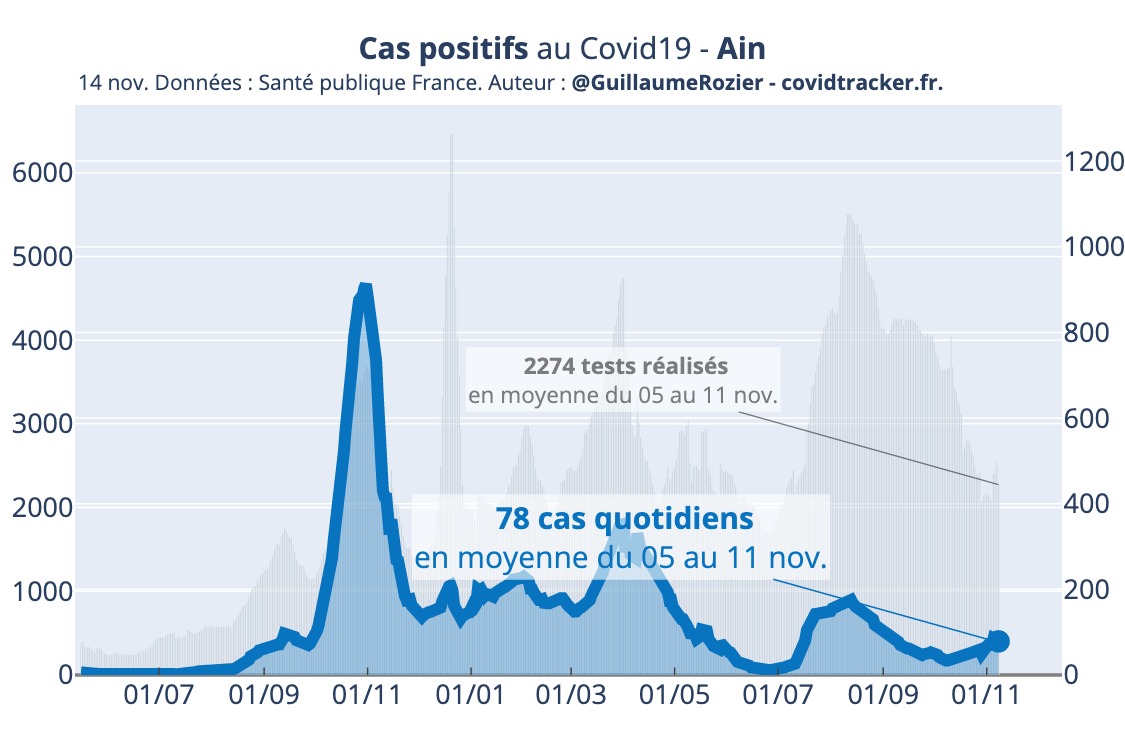 Cas positifs au Covid19 - Ain
14 nov. Données : Santé publique France. Auteur : @GuillaumeRozier - covidtracker.fr.
6000
5000
4000
3000
2000
1000
0
1200
1000
800
600
400
200
0
2274 tests réalisés
en moyenne du 05 au 11 nov.
78 cas quotidiens
en moyenne du 05 au 11 nov.
01/07 01/09 01/11 01/01 01/03 01/05 01/07 01/09 01/11